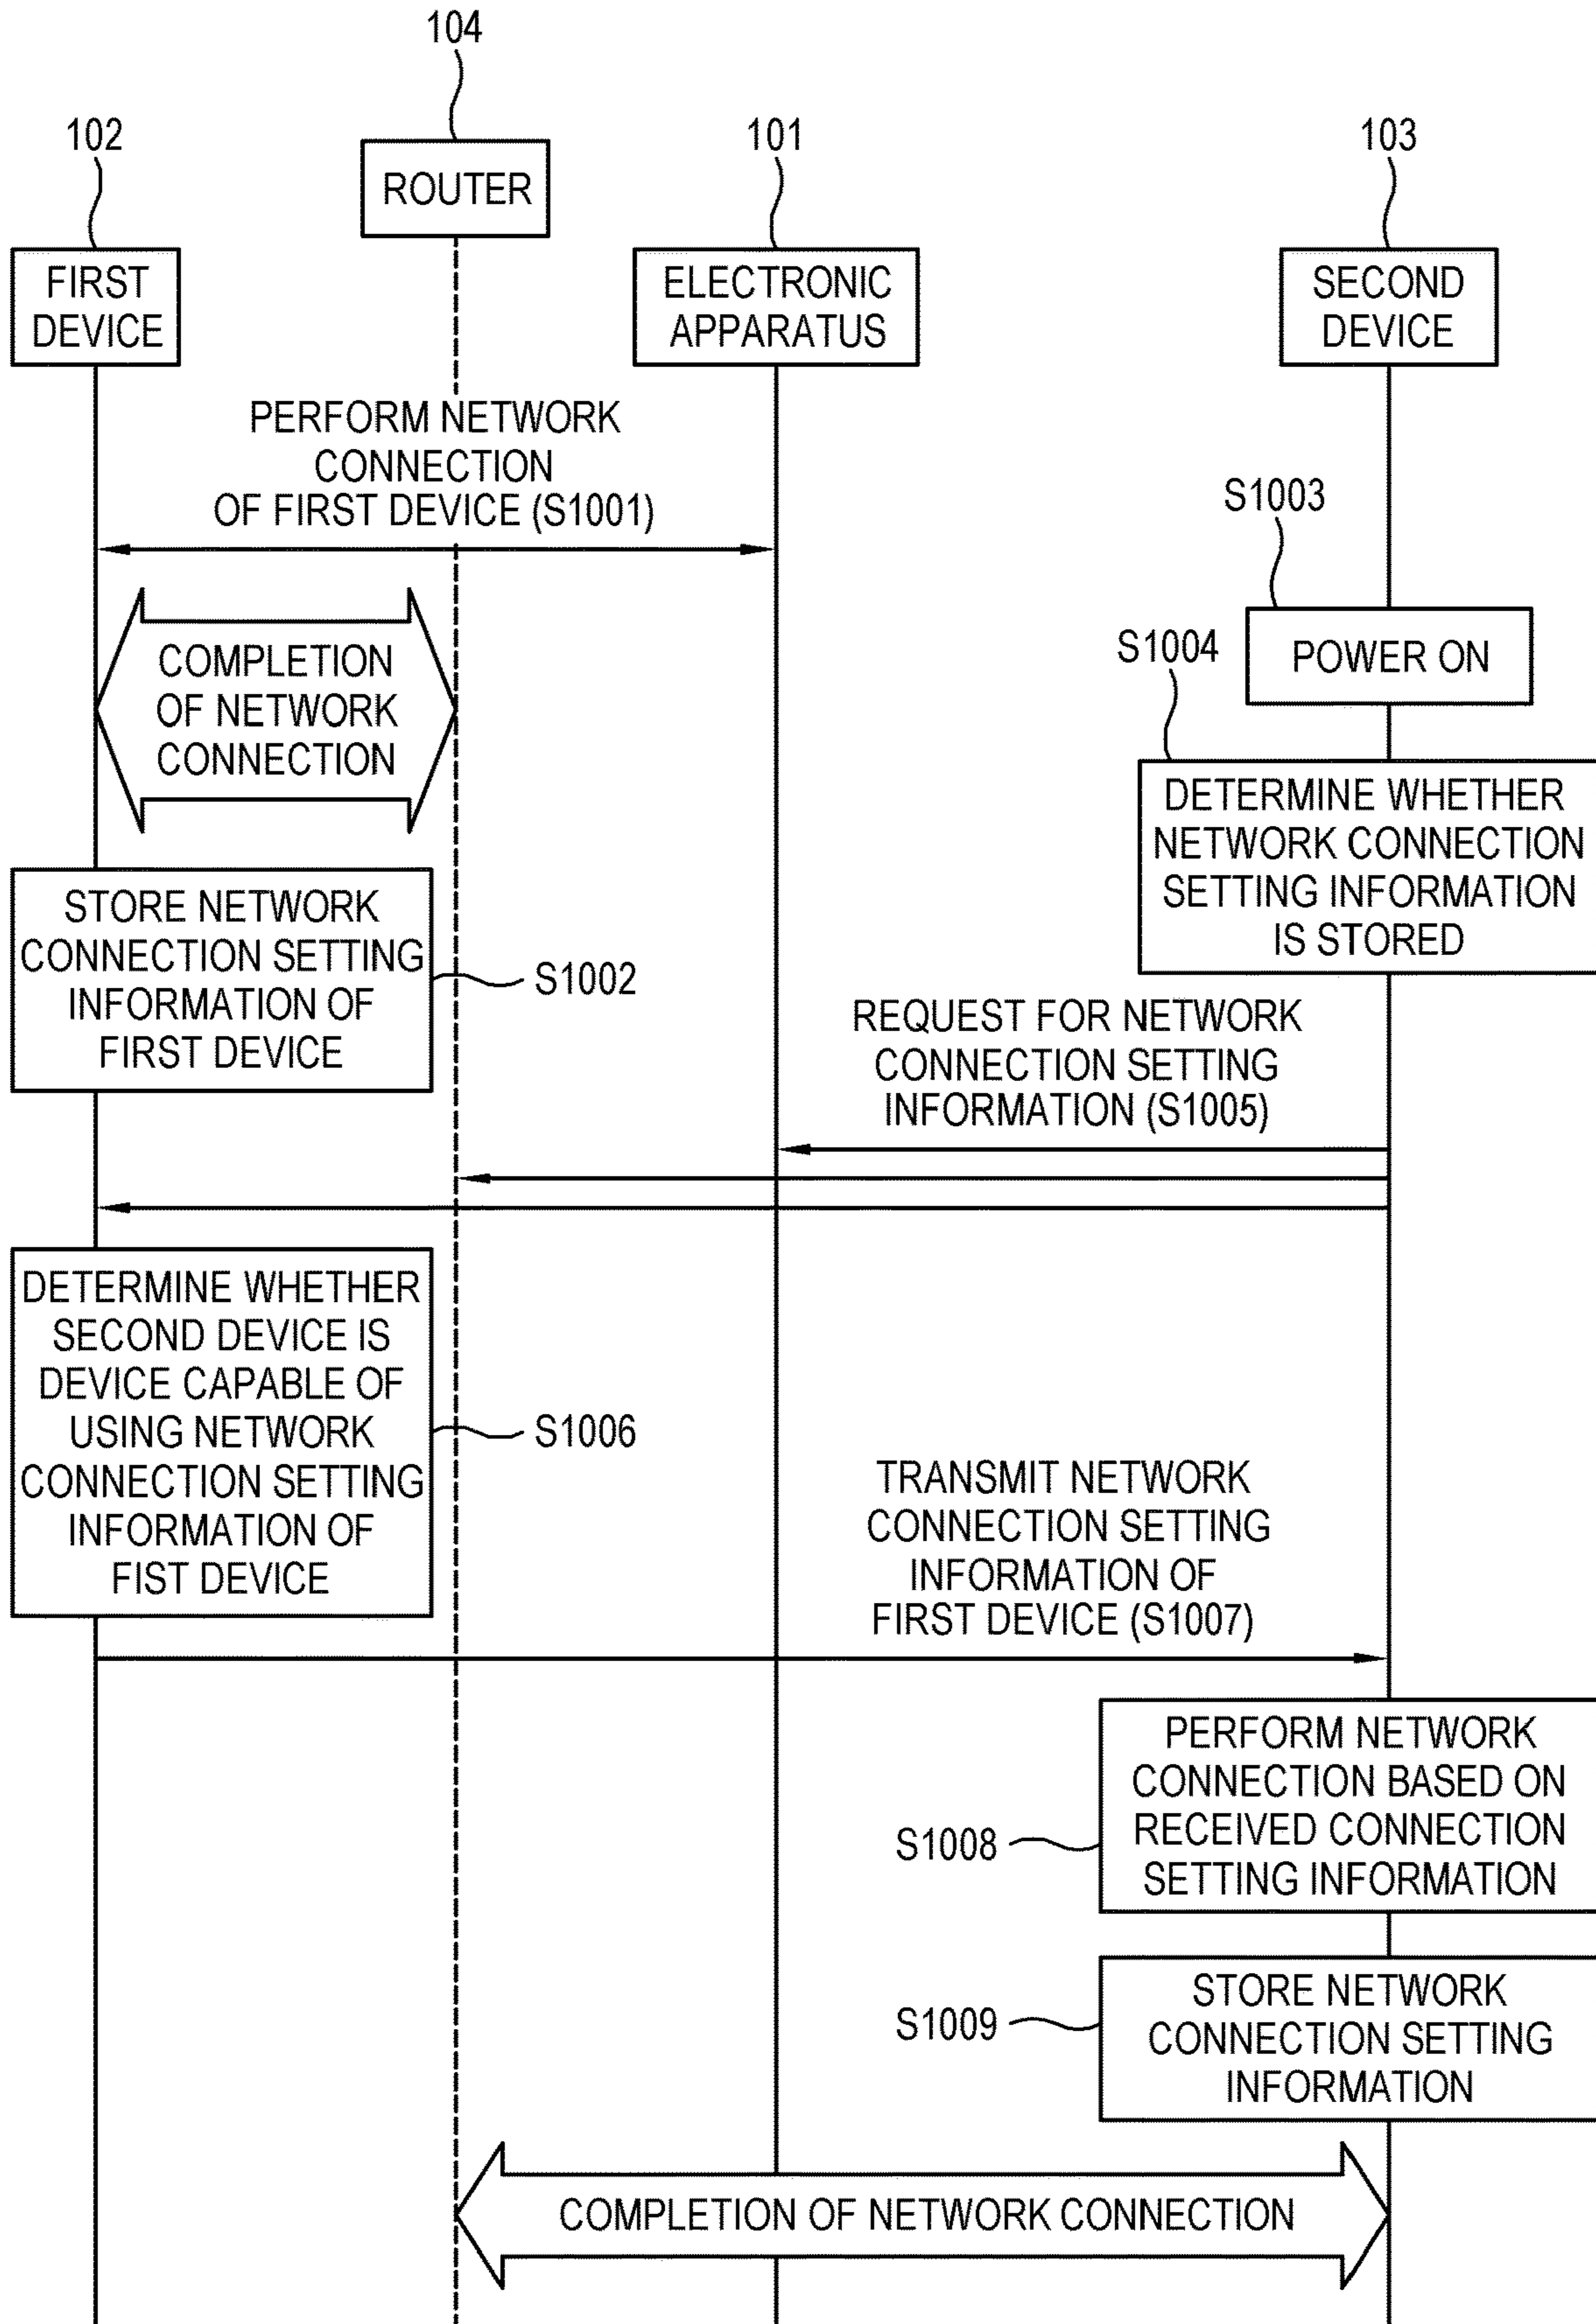 104
102
101
103
ROUTER
FIRST
DEVICE
ELECTRONIC
APPARATUS
SECOND
DEVICE
PERFORM NETWORK
CONNECTION
OF FIRST DEVICE (S1001)
S1003
POWER ON
S1004
COMPLETION
OF NETWORK
CONNECTION
DETERMINE WHETHER
NETWORK CONNECTION
SETTING INFORMATION
IS STORED
STORE NETWORK
CONNECTION SETTING
INFORMATION OF
FIRST DEVICE
S1002
REQUEST FOR NETWORK
CONNECTION SETTING
INFORMATION (S1005)
DETERMINE WHETHER
SECOND DEVICE IS
DEVICE CAPABLE OF
USING NETWORK
CONNECTION SETTING
INFORMATION OF
FIST DEVICE
S1006
TRANSMIT NETWORK
CONNECTION SETTING
INFORMATION OF
FIRST DEVICE (S1007)
PERFORM NETWORK
CONNECTION BASED ON
RECEIVED CONNECTION
SETTING INFORMATION
S1008
STORE NETWORK
CONNECTION SETTING
INFORMATION
S1009
COMPLETION OF NETWORK CONNECTION